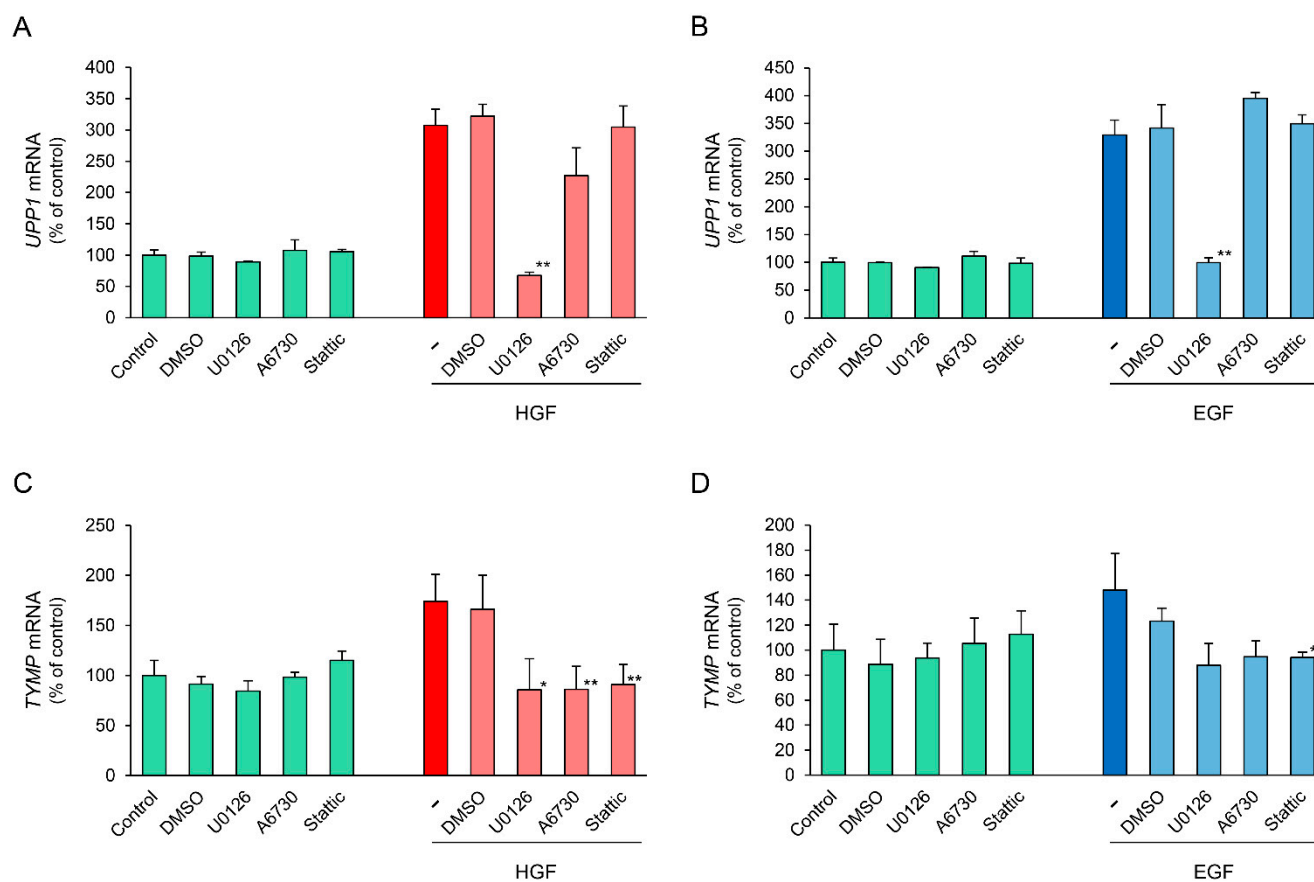 A
UPP1 mRNA
(% of control)
400
350
300
250
200
150
100
50
0
**
Control
DMSO
U0126
A6730
Stattic
-
DMSO
U0126
A6730
Stattic
HGF
B
UPP1 mRNA
(% of control)
450
400
350
300
250
200
150
100
50
0
**
Control
DMSO
U0126
A6730
Stattic
-
DMSO
U0126
A6730
Stattic
EGF
C
TYMP mRNA
(% of control)
250
200
150
100
50
0
*
**
**
Control
DMSO
U0126
A6730
Stattic
-
DMSO
U0126
A6730
Stattic
HGF
D
TYMP mRNA
(% of control)
200
180
160
140
120
100
80
60
40
20
0
*
Control
DMSO
U0126
A6730
Stattic
-
DMSO
U0126
A6730
Stattic
EGF